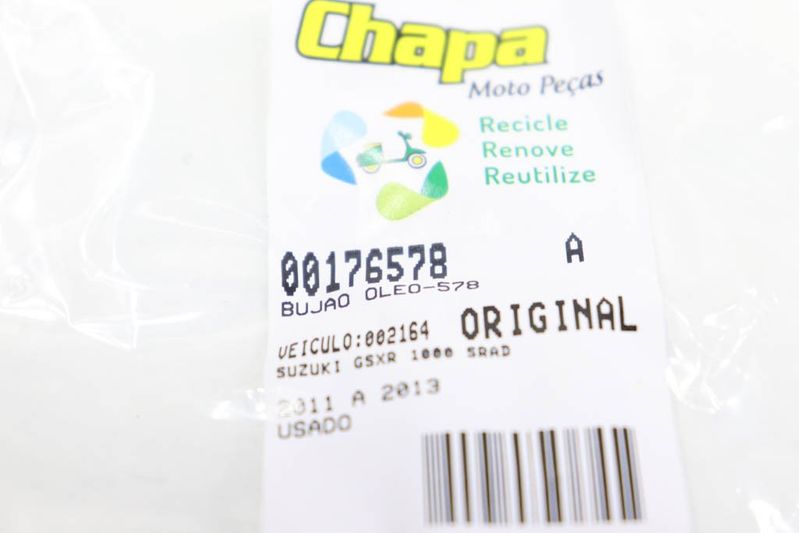 Chapa
Moto Peças
Recicle
Renove
Reutilize
00176578 A
BUJAO OLEO-578
VEICULO:002164 ORIGINAL
SUZUKI GSXR 1000 SRAD
2011 A 2013
USADO